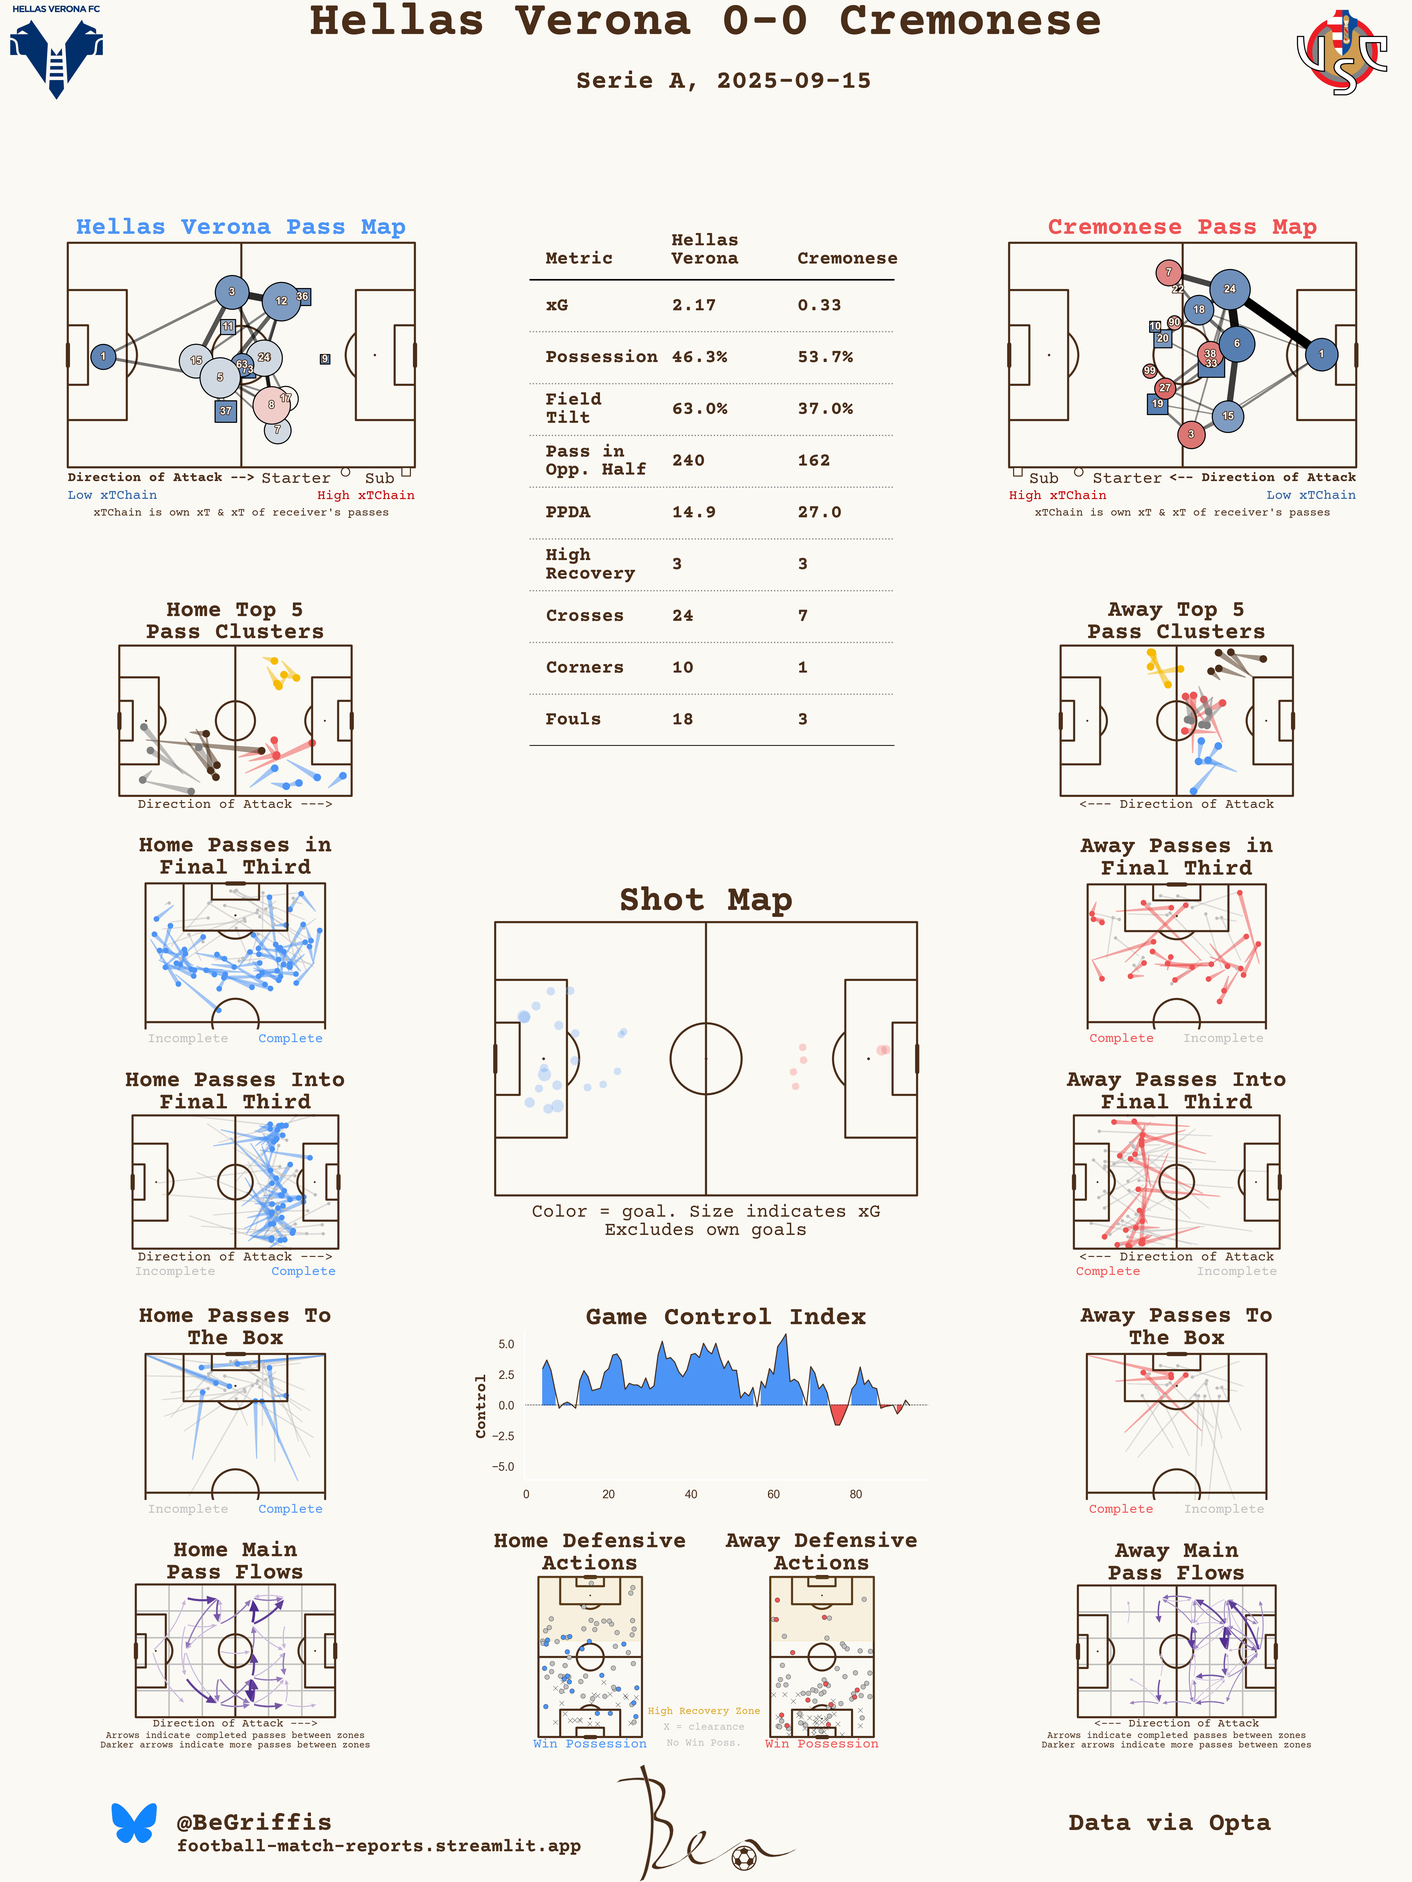 HELLAS VERONA FC
Hellas Verona 0-0 Cremonese
Serie A, 2025-09-15
USC
Hellas Verona Pass Map
3
12
36
11
1
15
63
73
24
9
5
8
17
37
7
Direction of Attack --> Starter Sub
Low xTChain High xTChain
xTChain is own xT & xT of receiver's passes
Metric Hellas Verona Cremonese
xG 2.17 0.33
Possession 46.3% 53.7%
Field Tilt 63.0% 37.0%
Pass in Opp. Half 240 162
PPDA 14.9 27.0
High Recovery 3 3
Crosses 24 7
Corners 10 1
Fouls 18 3
Cremonese Pass Map
7
22
24
18
10
90
20
6
38
33
1
99
27
19
15
3
Sub Starter <-- Direction of Attack
High xTChain Low xTChain
xTChain is own xT & xT of receiver's passes
Home Top 5
Pass Clusters
Direction of Attack --->
Away Top 5
Pass Clusters
<--- Direction of Attack
Home Passes in
Final Third
Incomplete Complete
Away Passes in
Final Third
Complete Incomplete
Shot Map
Color = goal. Size indicates xG
Excludes own goals
Home Passes Into
Final Third
Direction of Attack --->
Incomplete Complete
Away Passes Into
Final Third
<--- Direction of Attack
Complete Incomplete
Home Passes To
The Box
Incomplete Complete
Game Control Index
Control
5.0
2.5
0.0
−2.5
−5.0
0 20 40 60 80
Away Passes To
The Box
Complete Incomplete
Home Main
Pass Flows
Direction of Attack --->
Arrows indicate completed passes between zones
Darker arrows indicate more passes between zones
Home Defensive
Actions
Win Possession
Away Defensive
Actions
Win Possession
High Recovery Zone
X = clearance
No Win Poss.
Away Main
Pass Flows
<--- Direction of Attack
Arrows indicate completed passes between zones
Darker arrows indicate more passes between zones
@BeGriffis
football-match-reports.streamlit.app
Ben
Data via Opta